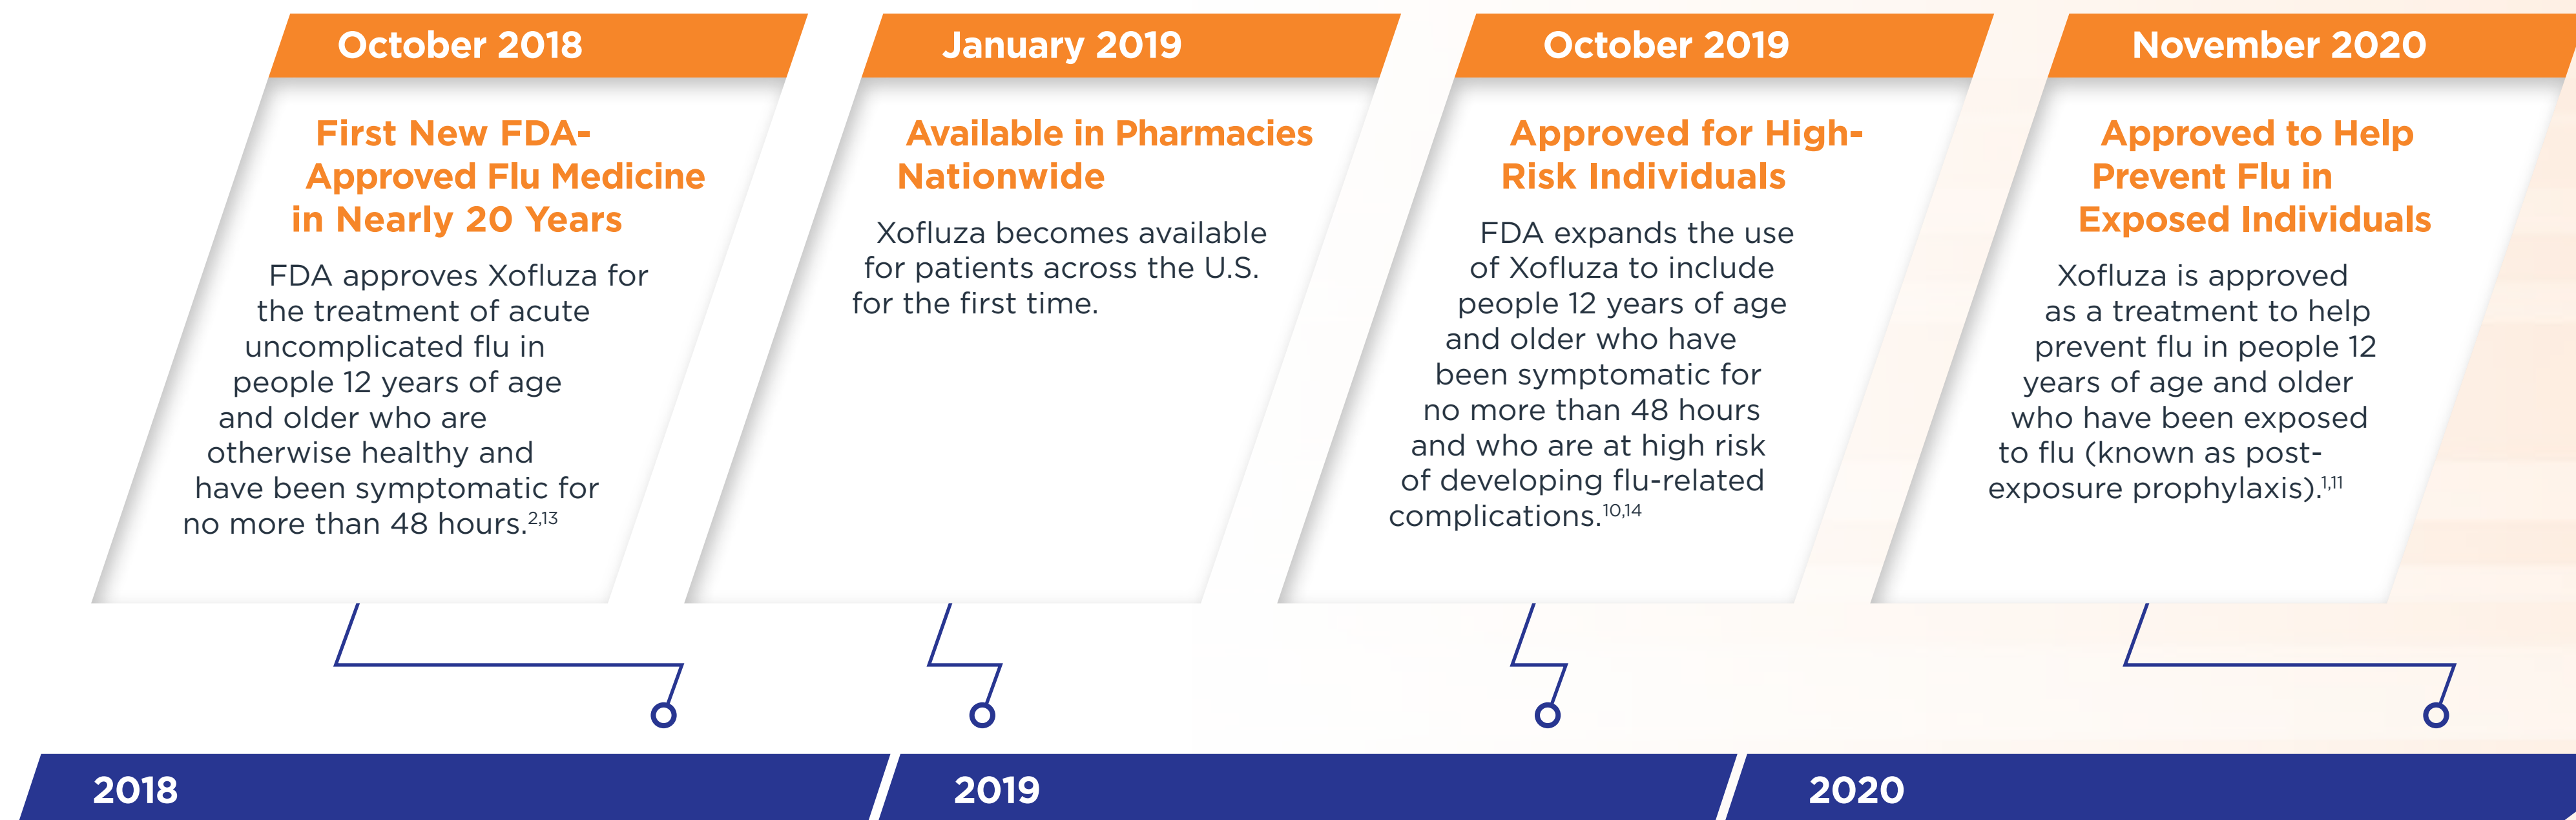 October 2018
First New FDA-
Approved Flu Medicine
in Nearly 20 Years
FDA approves Xofluza for
the treatment of acute
uncomplicated flu in
people 12 years of age
and older who are
otherwise healthy and
have been symptomatic for
no more than 48 hours.2,13
January 2019
Available in Pharmacies
Nationwide
Xofluza becomes available
for patients across the U.S.
for the first time.
October 2019
Approved for High-
Risk Individuals
FDA expands the use
of Xofluza to include
people 12 years of age
and older who have
been symptomatic for
no more than 48 hours
and who are at high risk
of developing flu-related
complications.10,14
November 2020
Approved to Help
Prevent Flu in
Exposed Individuals
Xofluza is approved
as a treatment to help
prevent flu in people 12
years of age and older
who have been exposed
to flu (known as post-
exposure prophylaxis).1,11
2018
2019
2020